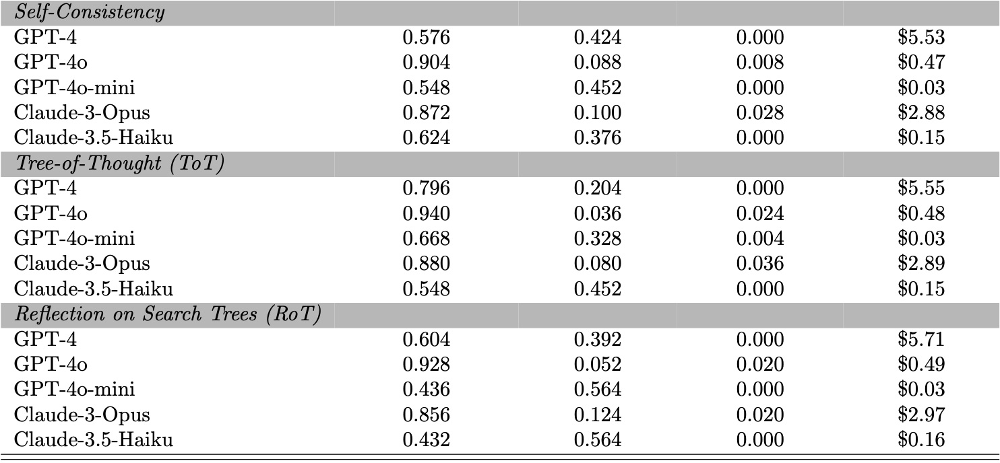 Self-Consistency
GPT-4 0.576 0.424 0.000 $5.53
GPT-4o 0.904 0.088 0.008 $0.47
GPT-4o-mini 0.548 0.452 0.000 $0.03
Claude-3-Opus 0.872 0.100 0.028 $2.88
Claude-3.5-Haiku 0.624 0.376 0.000 $0.15
Tree-of-Thought (ToT)
GPT-4 0.796 0.204 0.000 $5.55
GPT-4o 0.940 0.036 0.024 $0.48
GPT-4o-mini 0.668 0.328 0.004 $0.03
Claude-3-Opus 0.880 0.080 0.036 $2.89
Claude-3.5-Haiku 0.548 0.452 0.000 $0.15
Reflection on Search Trees (RoT)
GPT-4 0.604 0.392 0.000 $5.71
GPT-4o 0.928 0.052 0.020 $0.49
GPT-4o-mini 0.436 0.564 0.000 $0.03
Claude-3-Opus 0.856 0.124 0.020 $2.97
Claude-3.5-Haiku 0.432 0.564 0.000 $0.16